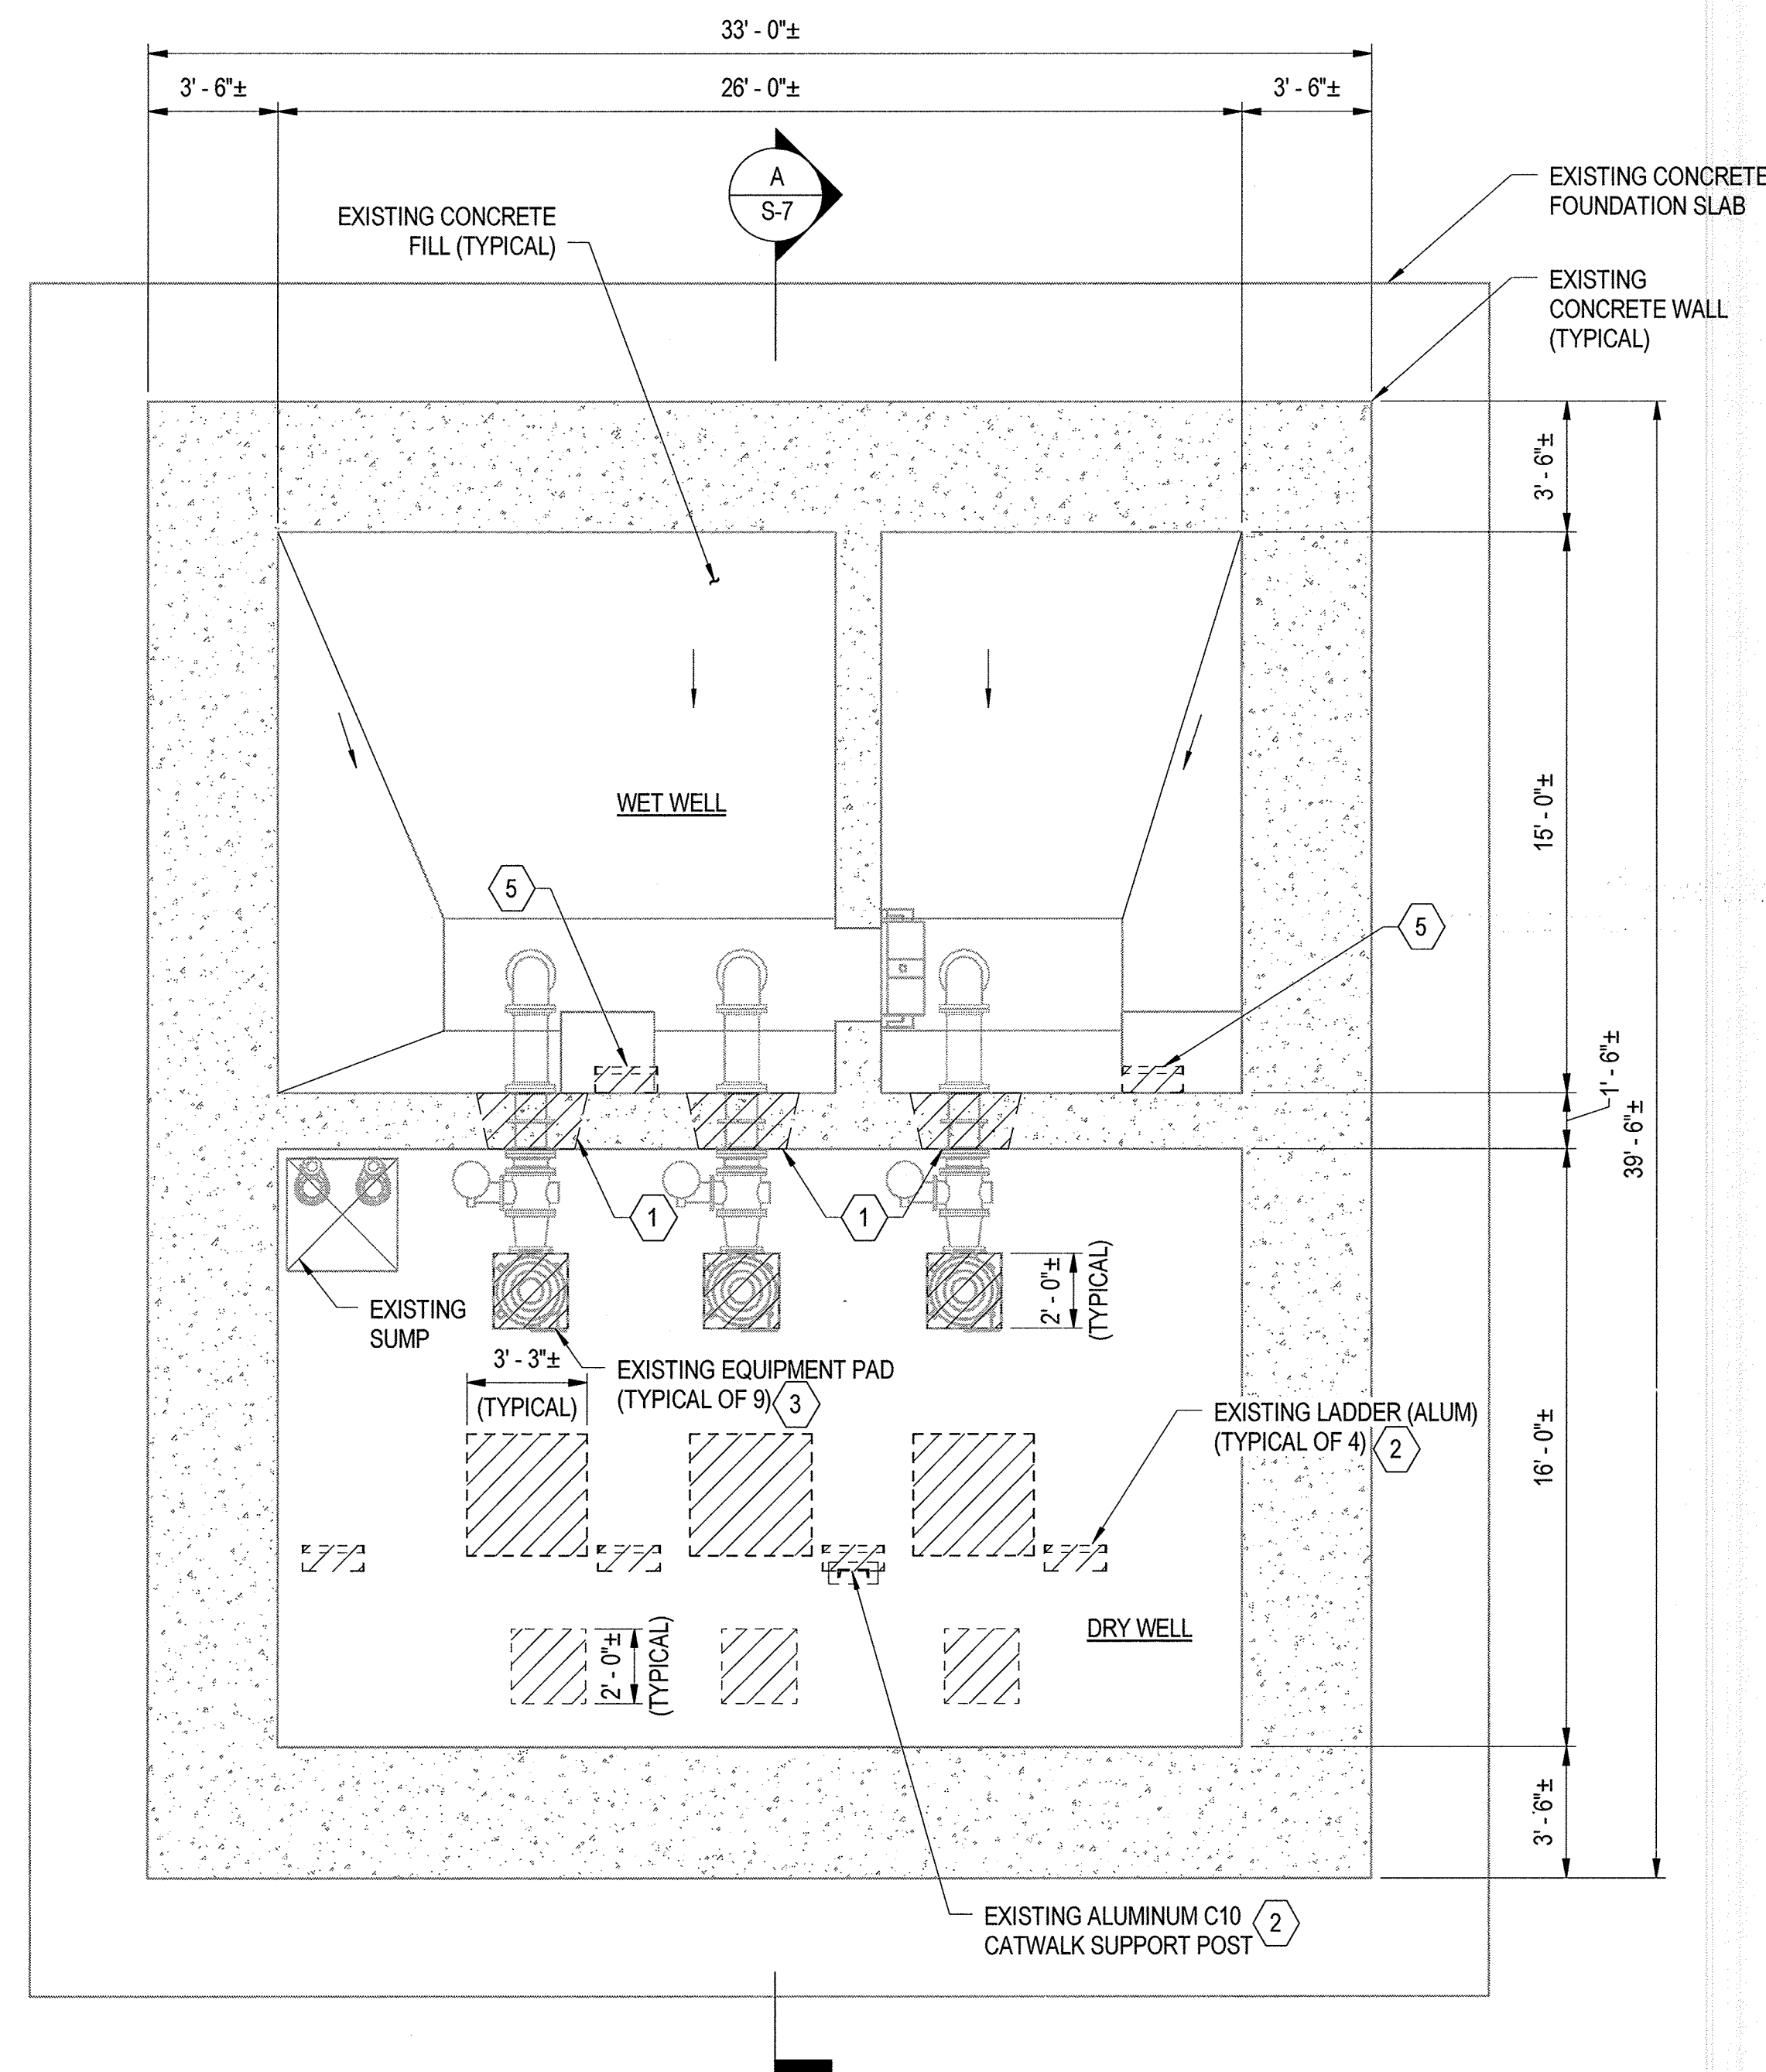 33' - 0"±
3' - 6"±
26' - 0"±
3' - 6"±
A
S-7
EXISTING CONCRETE
FOUNDATION SLAB
EXISTING CONCRETE
FILL (TYPICAL)
EXISTING
CONCRETE WALL
(TYPICAL)
3' - 6"±
15' - 0"±
WET WELL
5
5
1' - 6"±
39' - 6"±
1
1
2' - 0"±
(TYPICAL)
EXISTING
SUMP
3' - 3"±
(TYPICAL)
EXISTING EQUIPMENT PAD
(TYPICAL OF 9) 3
EXISTING LADDER (ALUM)
(TYPICAL OF 4) 2
16' - 0"±
2' - 0"±
(TYPICAL)
DRY WELL
3' - 6"±
EXISTING ALUMINUM C10
CATWALK SUPPORT POST 2